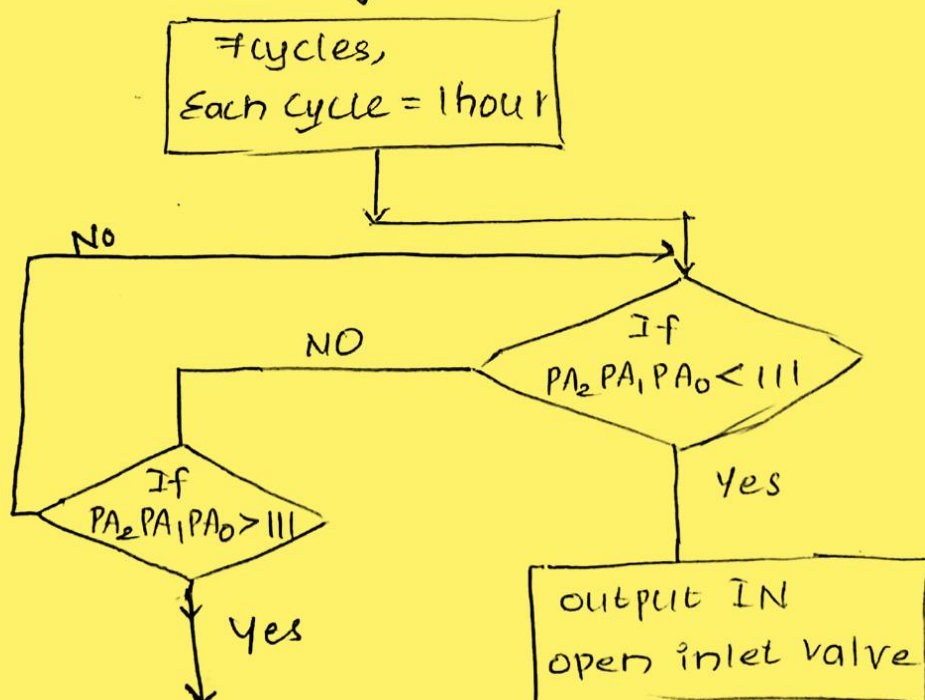 7cycles,
Each cycle = 1hour
No
If
PA₂ PA₁ PA₀ < 111
NO
Yes
If
PA₂ PA₁ PA₀ > 111
Yes
output IN
open inlet valve